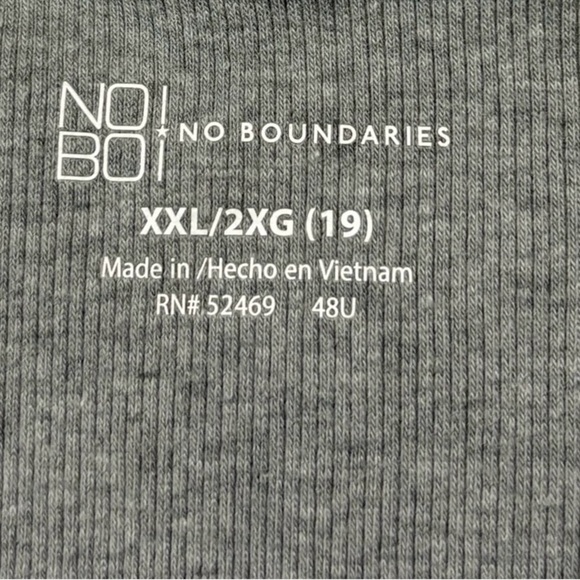 NO!
BO!
NO BOUNDARIES
XXL/2XG (19)
Made in /Hecho en Vietnam
RN# 52469 48U